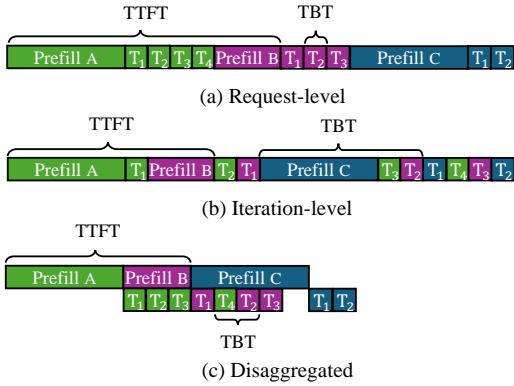 TTFT TBT
Prefill A T₁ T₂ T₃ T₄ Prefill B T₁ T₂ T₃ Prefill C T₁ T₂
(a) Request-level
TTFT TBT
Prefill A T₁ Prefill B T₂ T₁ Prefill C T₃ T₂ T₁ T₄ T₃ T₂
(b) Iteration-level
TTFT
Prefill A Prefill B Prefill C
T₁ T₂ T₃ T₁ T₄ T₂ T₃ T₁ T₂
TBT
(c) Disaggregated